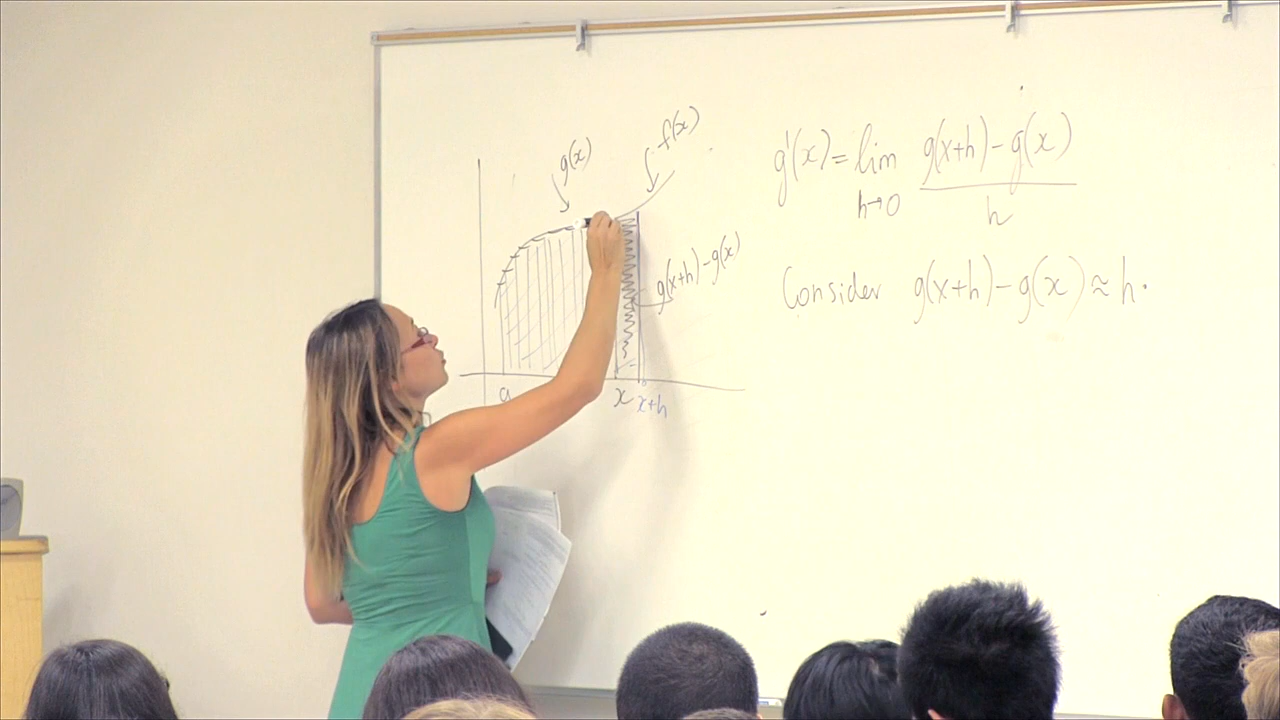 g(x)
f(x)
g(x+h)-g(x)
a
x
x+h
g'(x) = lim h→0 g(x+h)-g(x) / h
Consider g(x+h)-g(x) ≈ h·